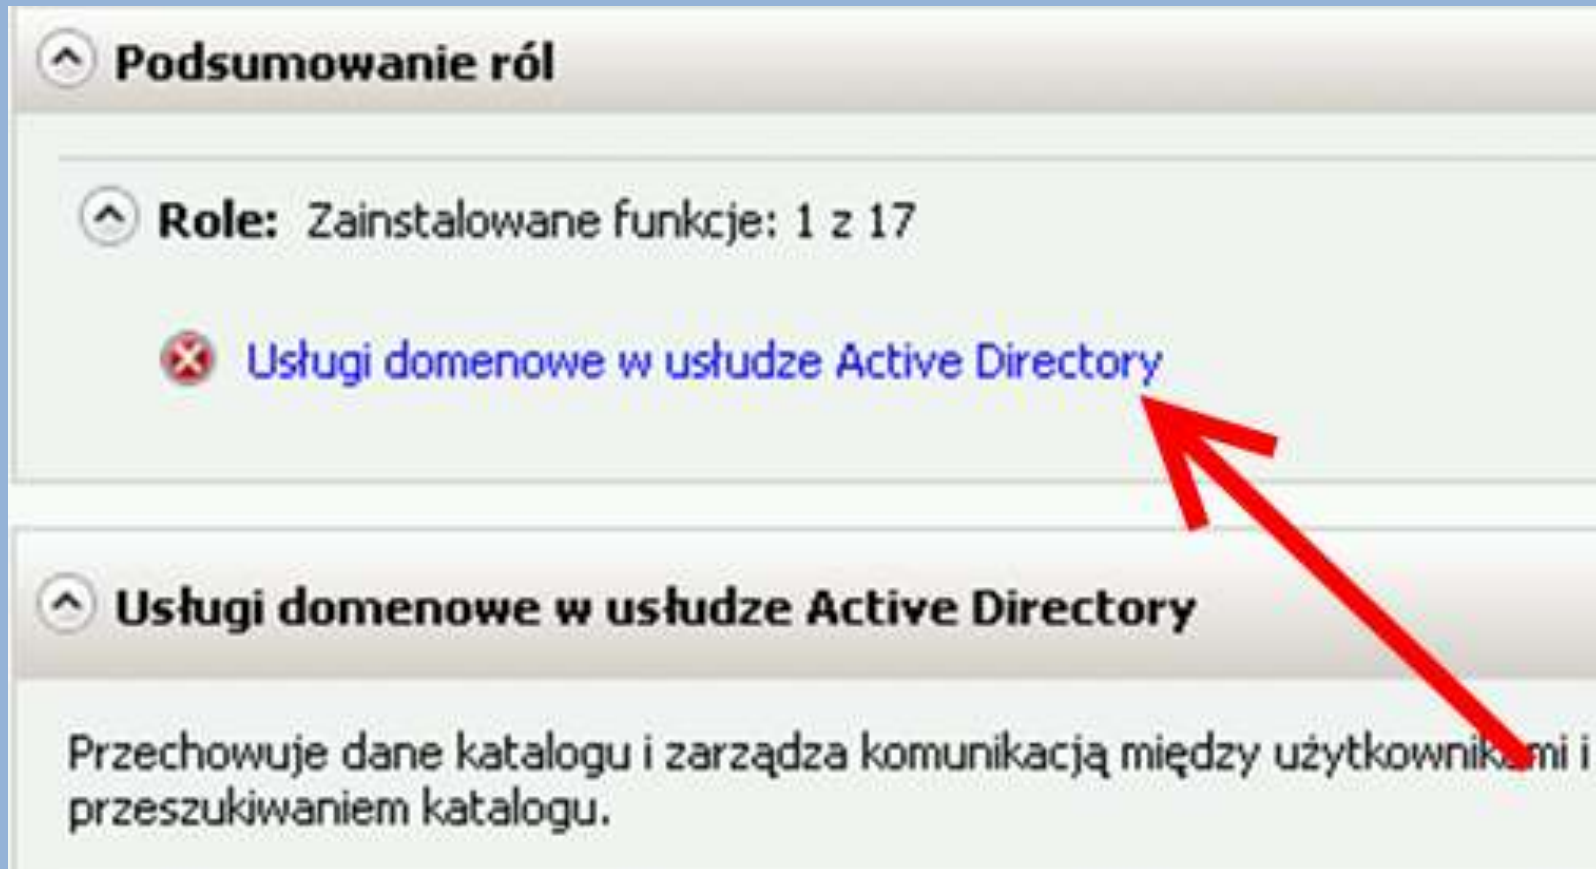 Podsumowanie ról
Role: Zainstalowane funkcje: 1 z 17
Usługi domenowe w usłudze Active Directory
Usługi domenowe w usłudze Active Directory
Przechowuje dane katalogu i zarządza komunikacją między użytkownikami i
przeszukiwaniem katalogu.